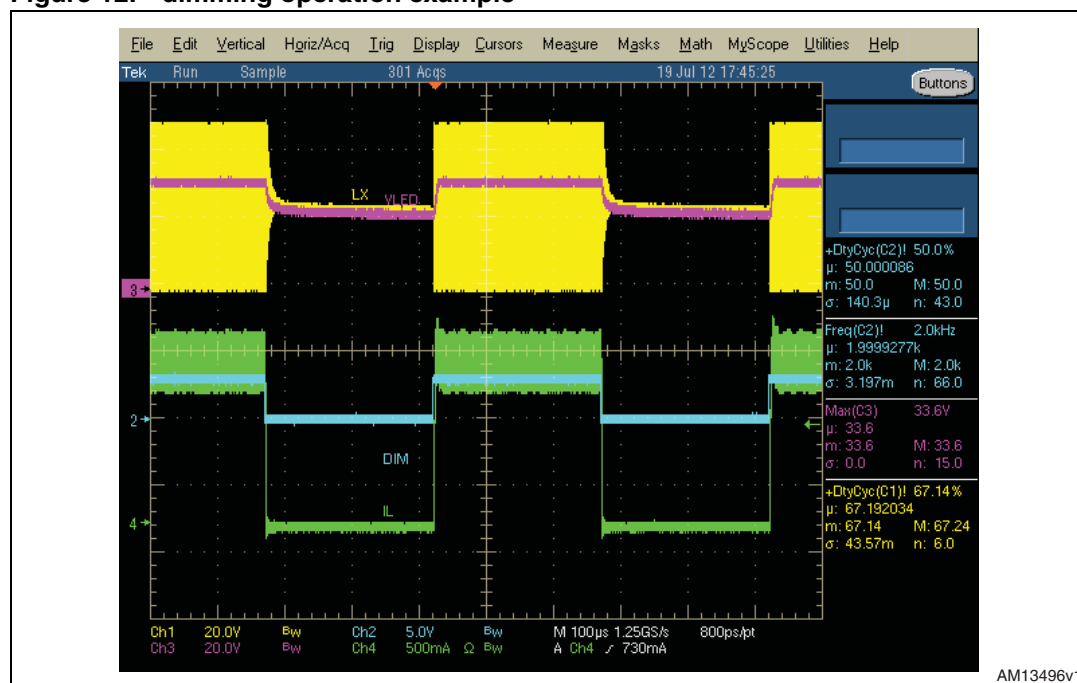 Figure 12. dimming operation example
File Edit Vertical Horiz/Acq Trig Display Cursors Measure Masks Math MyScope Utilities Help
Tek Run Sample 301 Acqs 19 Jul 12 17:45:25
Buttons
LX VLED
+DtyCyc(C2)! 50.0%
µ: 50.000086
m: 50.0 M: 50.0
σ: 140.3µ n: 43.0
3
Freq(C2)! 2.0kHz
µ: 1.9999277k
m: 2.0k M: 2.0k
σ: 3.197m n: 66.0
2
Max(C3) 33.6V
µ: 33.6
m: 33.6 M: 33.6
σ: 0.0 n: 15.0
DIM
+DtyCyc(C1)! 67.14%
µ: 67.192034
m: 67.14 M: 67.24
σ: 43.57m n: 6.0
IL
4
Ch1 20.0V Bw Ch2 5.0V Bw M 100µs 1.25GS/s 800ps/pt
Ch3 20.0V Bw Ch4 500mA Ω Bw A Ch4 ∕ 730mA
AM13496v1